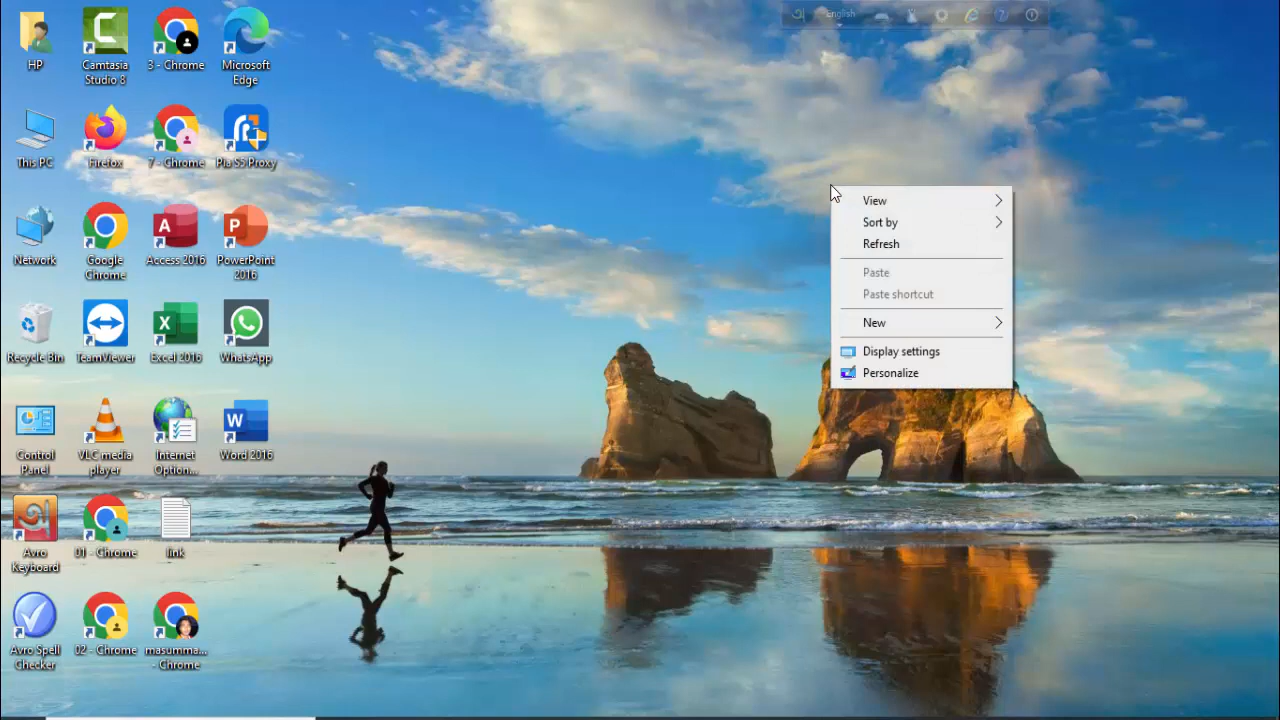 English
HP
Camtasia
Studio 8
3 - Chrome
Microsoft
Edge
This PC
Firefox
7 - Chrome
Pia S5 Proxy
Network
Google
Chrome
Access 2016
PowerPoint
2016
Recycle Bin
TeamViewer
Excel 2016
WhatsApp
Control
Panel
VLC media
player
Internet
Option...
Word 2016
Avro
Keyboard
01 - Chrome
link
Avro Spell
Checker
02 - Chrome
masumma...
- Chrome
View
Sort by
Refresh
Paste
Paste shortcut
New
Display settings
Personalize